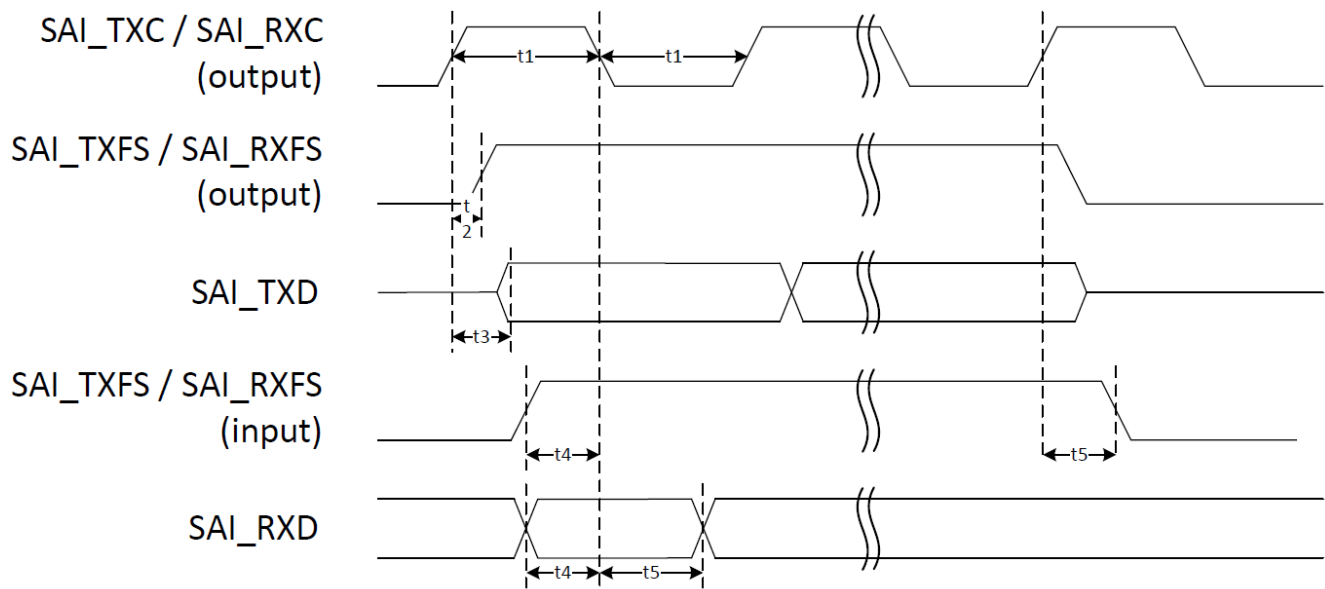 SAI_TXC / SAI_RXC
(output)
t1
t1
SAI_TXFS / SAI_RXFS
(output)
t
2
SAI_TXD
t3
SAI_TXFS / SAI_RXFS
(input)
t4
t5
SAI_RXD
t4
t5